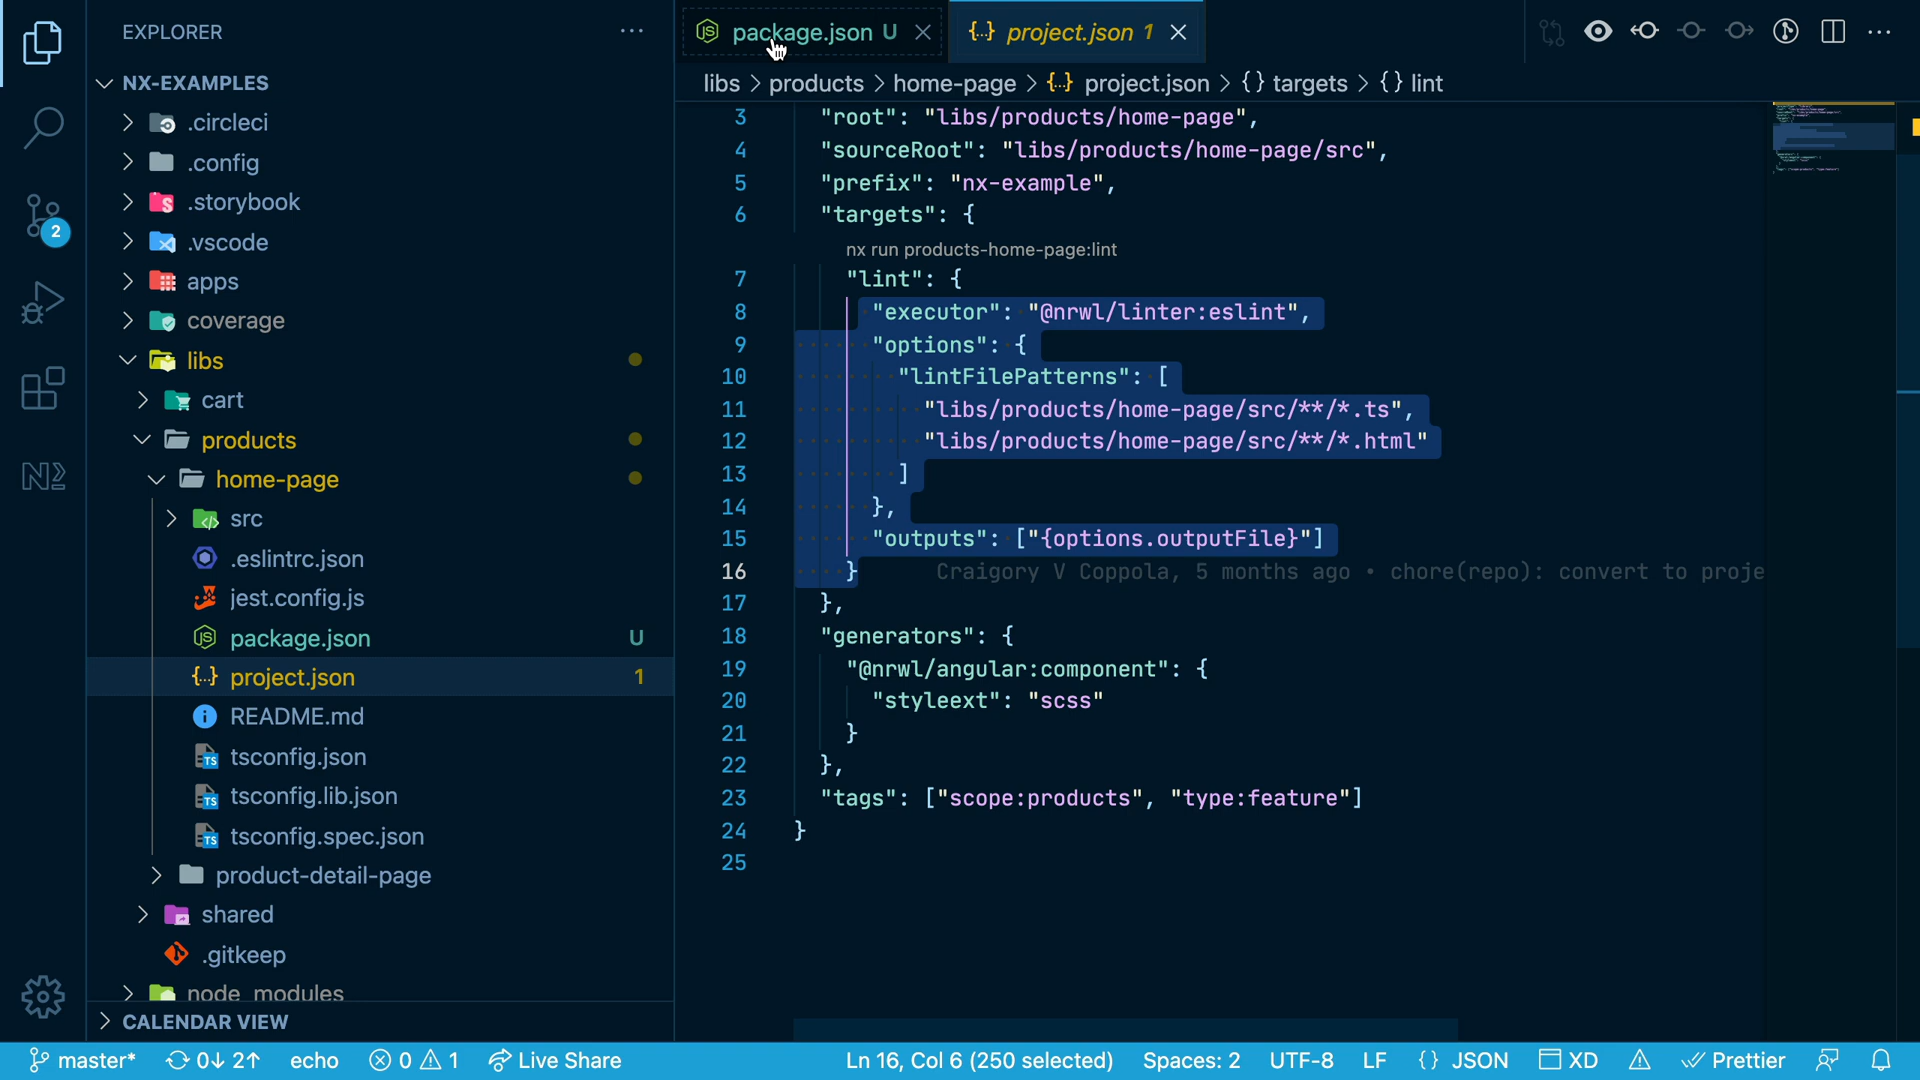 EXPLORER
NX-EXAMPLES
.circleci
.config
.storybook
.vscode
apps
coverage
libs
cart
products
home-page
src
.eslintrc.json
jest.config.js
package.json U
project.json 1
README.md
tsconfig.json
tsconfig.lib.json
tsconfig.spec.json
product-detail-page
shared
.gitkeep
node_modules
CALENDAR VIEW
2
package.json U
{..} project.json 1
libs > products > home-page > {..} project.json > {} targets > {} lint
3 "root": "libs/products/home-page",
4 "sourceRoot": "libs/products/home-page/src",
5 "prefix": "nx-example",
6 "targets": {
nx run products-home-page:lint
7 "lint": {
8 "executor": "@nrwl/linter:eslint",
9 "options": {
10 "lintFilePatterns": [
11 "libs/products/home-page/src/**/*.ts",
12 "libs/products/home-page/src/**/*.html"
13 ]
14 },
15 "outputs": ["{options.outputFile}"]
16 } Craigory V Coppola, 5 months ago • chore(repo): convert to proje
17 },
18 "generators": {
19 "@nrwl/angular:component": {
20 "styleext": "scss"
21 }
22 },
23 "tags": ["scope:products", "type:feature"]
24 }
25
master* 0↓ 2↑ echo 0 1 Live Share Ln 16, Col 6 (250 selected) Spaces: 2 UTF-8 LF {} JSON XD Prettier